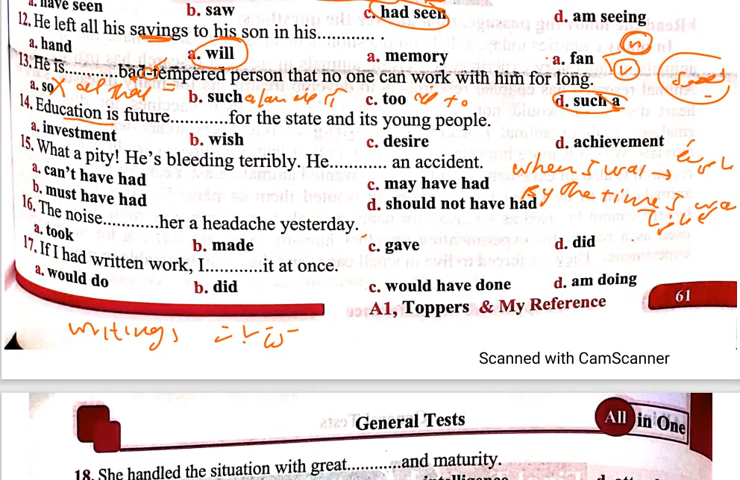 a. have seen b. saw c. had seen d. am seeing
12. He left all his savings to his son in his............ .
a. hand a. will a. memory a. fan
13. He is...........bad-tempered person that no one can work with him for long.
a. so b. such c. too d. such a
14. Education is future............for the state and its young people.
a. investment b. wish c. desire d. achievement
15. What a pity! He's bleeding terribly. He.......... an accident.
a. can't have had c. may have had
b. must have had d. should not have had
when I was
By the time I
16. The noise............her a headache yesterday.
a. took b. made c. gave d. did
17. If I had written work, I............it at once.
a. would do b. did c. would have done d. am doing
A1, Toppers & My Reference 61
writings
Scanned with CamScanner
General Tests All in One
18. She handled the situation with great...........and maturity.